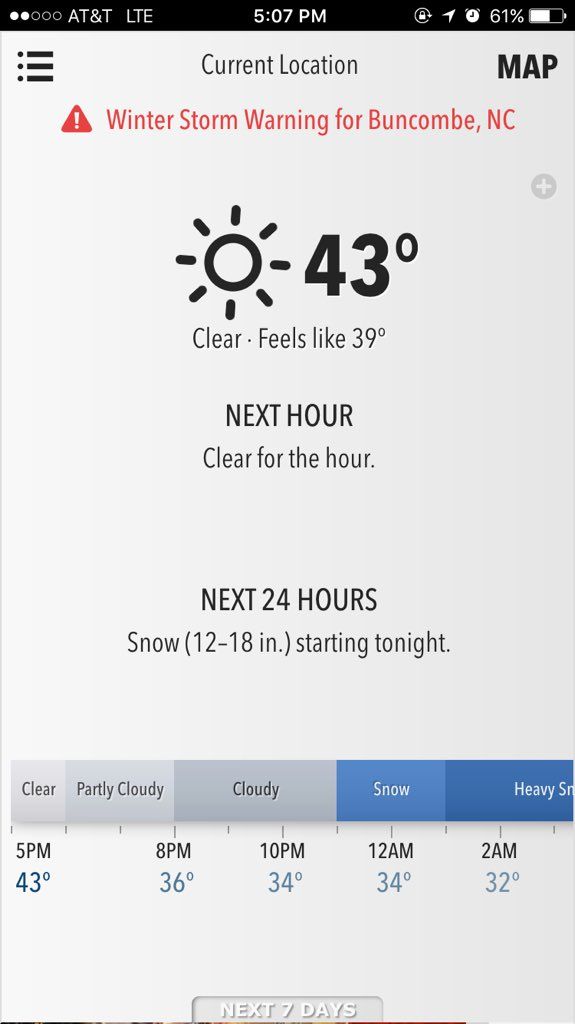 AT&T LTE 5:07 PM 61%
Current Location MAP
Winter Storm Warning for Buncombe, NC
43°
Clear · Feels like 39°
NEXT HOUR
Clear for the hour.
NEXT 24 HOURS
Snow (12–18 in.) starting tonight.
Clear Partly Cloudy Cloudy Snow Heavy Sn
5PM 8PM 10PM 12AM 2AM
43° 36° 34° 34° 32°
NEXT 7 DAYS